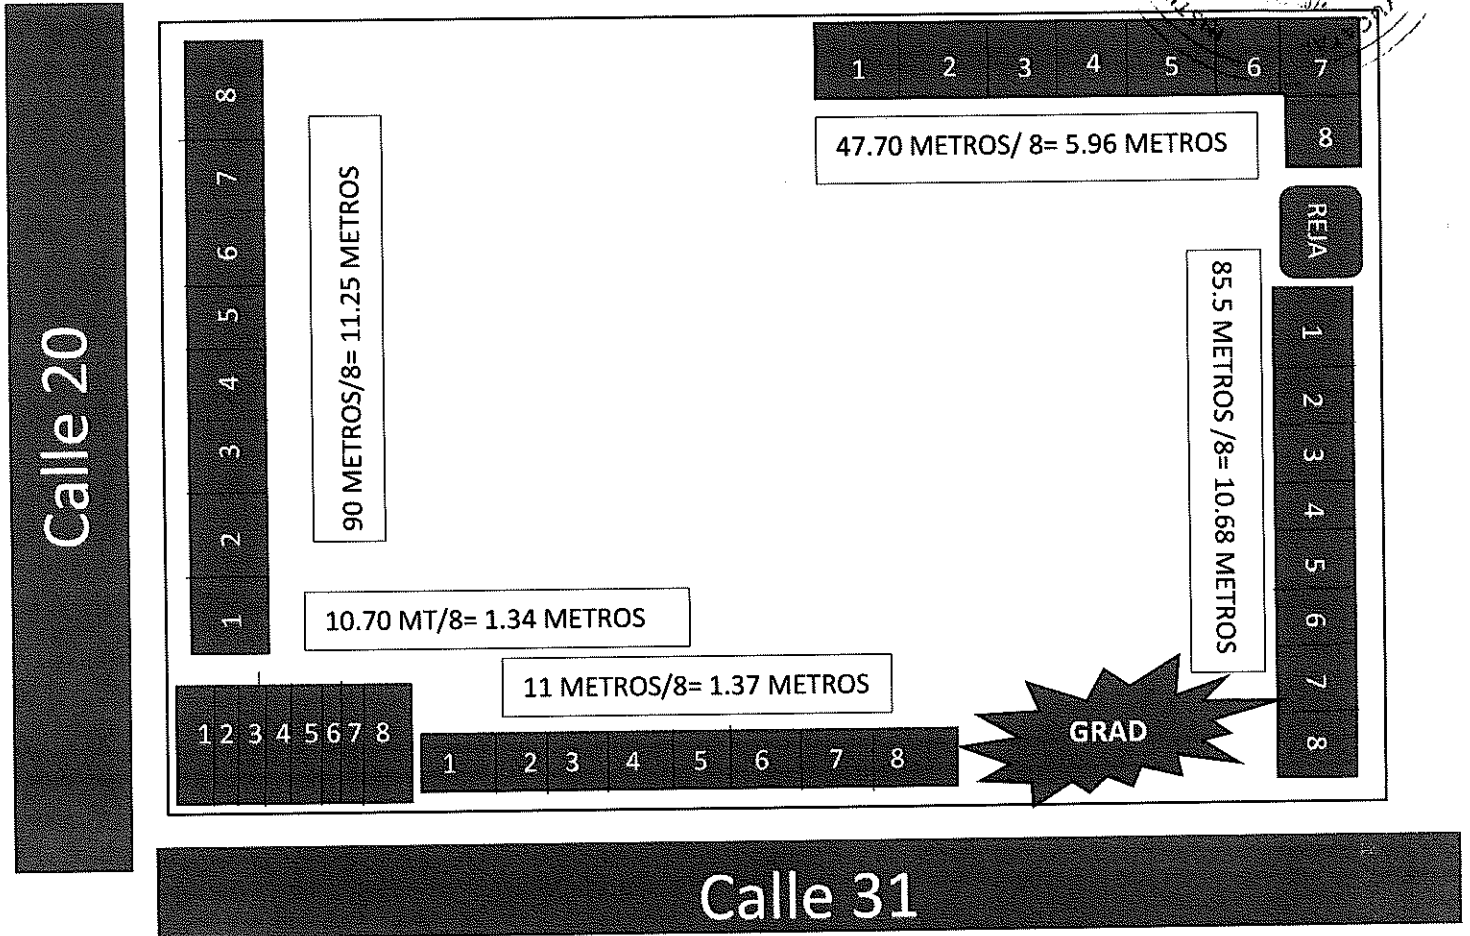 Calle 20
8
7
6
5
4
3
2
1
90 METROS/8= 11.25 METROS
1 2 3 4 5 6 7
8
47.70 METROS/ 8= 5.96 METROS
REJA
85.5 METROS /8= 10.68 METROS
1
2
3
4
5
6
7
8
10.70 MT/8= 1.34 METROS
11 METROS/8= 1.37 METROS
1 2 3 4 5 6 7 8
1 2 3 4 5 6 7 8
GRAD
Calle 31